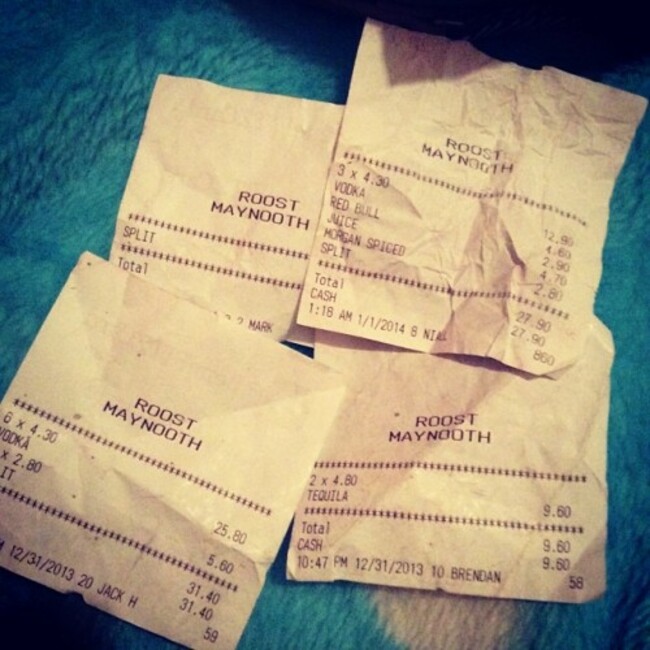 ROOST
MAYNOOTH
SPLIT
Total
2 MARK
ROOST
MAYNOOTH
3 x 4.30
VODKA 12.90
RED BULL 4.60
JUICE 2.90
MORGAN SPICED 4.70
SPLIT 2.80
Total 27.90
CASH 27.90
1:18 AM 1/1/2014 8 NIALL 860
ROOST
MAYNOOTH
6 x 4.30
VODKA 25.80
x 2.80
IT 5.60
31.40
31.40
12/31/2013 20 JACK H 59
ROOST
MAYNOOTH
2 x 4.80
TEQUILA 9.60
Total 9.60
CASH 9.60
10:47 PM 12/31/2013 10 BRENDAN 58